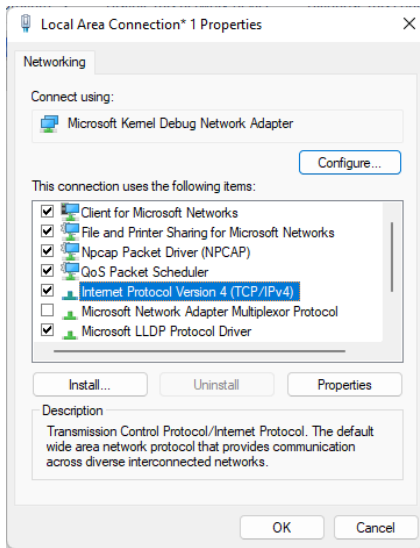 Local Area Connection* 1 Properties
Networking
Connect using:
Microsoft Kernel Debug Network Adapter
Configure...
This connection uses the following items:
Client for Microsoft Networks
File and Printer Sharing for Microsoft Networks
Npcap Packet Driver (NPCAP)
QoS Packet Scheduler
Internet Protocol Version 4 (TCP/IPv4)
Microsoft Network Adapter Multiplexor Protocol
Microsoft LLDP Protocol Driver
Install... Uninstall Properties
Description
Transmission Control Protocol/Internet Protocol. The default
wide area network protocol that provides communication
across diverse interconnected networks.
OK Cancel